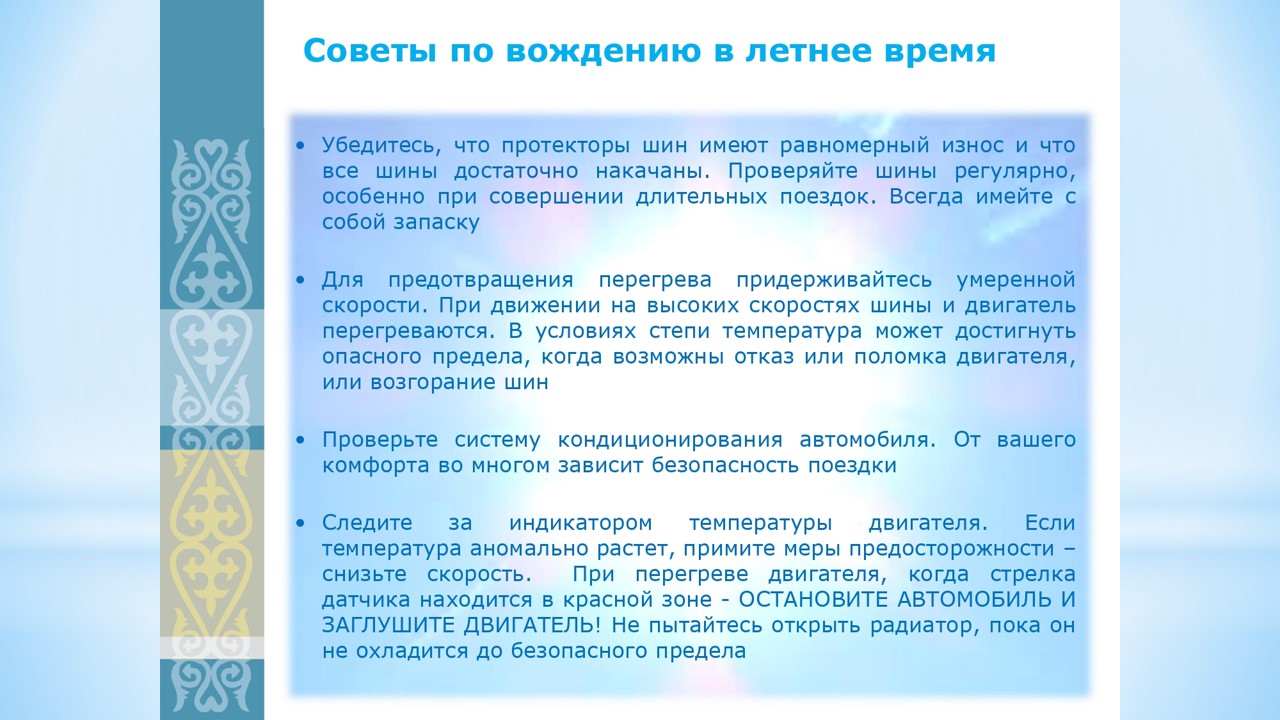 Советы по вождению в летнее время
• Убедитесь, что протекторы шин имеют равномерный износ и что
все шины достаточно накачаны. Проверяйте шины регулярно,
особенно при совершении длительных поездок. Всегда имейте с
собой запаску
• Для предотвращения перегрева придерживайтесь умеренной
скорости. При движении на высоких скоростях шины и двигатель
перегреваются. В условиях степи температура может достигнуть
опасного предела, когда возможны отказ или поломка двигателя,
или возгорание шин
• Проверьте систему кондиционирования автомобиля. От вашего
комфорта во многом зависит безопасность поездки
• Следите за индикатором температуры двигателя. Если
температура аномально растет, примите меры предосторожности –
снизьте скорость. При перегреве двигателя, когда стрелка
датчика находится в красной зоне - ОСТАНОВИТЕ АВТОМОБИЛЬ И
ЗАГЛУШИТЕ ДВИГАТЕЛЬ! Не пытайтесь открыть радиатор, пока он
не охладится до безопасного предела